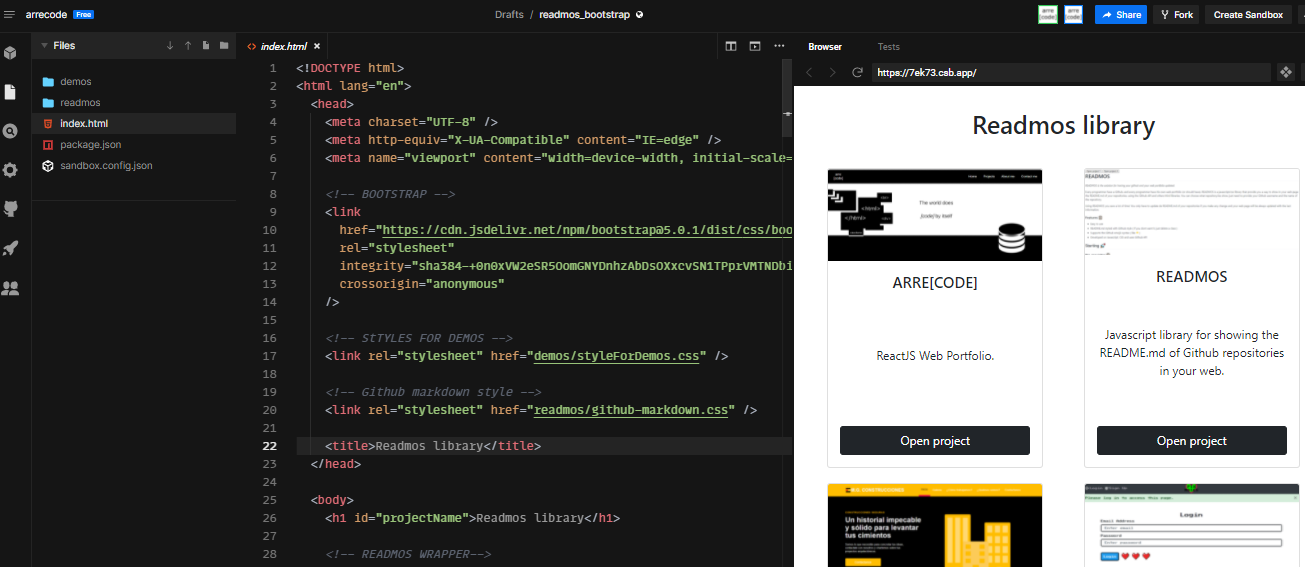 arrecode Free
Drafts / readmos_bootstrap
Share
Fork
Create Sandbox
Files
demos
readmos
index.html
package.json
sandbox.config.json
index.html
1 <!DOCTYPE html>
2 <html lang="en">
3 <head>
4 <meta charset="UTF-8" />
5 <meta http-equiv="X-UA-Compatible" content="IE=edge" />
6 <meta name="viewport" content="width=device-width, initial-scale=
7
8 <!-- BOOTSTRAP -->
9 <link
10 href="https://cdn.jsdelivr.net/npm/bootstrap@5.0.1/dist/css/boo
11 rel="stylesheet"
12 integrity="sha384-+0n0xVW2eSR5OomGNYDnhzAbDsOXxcvSN1TPprVMTNDbi
13 crossorigin="anonymous"
14 />
15
16 <!-- StTYLES FOR DEMOS -->
17 <link rel="stylesheet" href="demos/styleForDemos.css" />
18
19 <!-- Github markdown style -->
20 <link rel="stylesheet" href="readmos/github-markdown.css" />
21
22 <title>Readmos library</title>
23 </head>
24
25 <body>
26 <h1 id="projectName">Readmos library</h1>
27
28 <!-- READMOS WRAPPER-->
Browser
Tests
https://7ek73.csb.app/
Readmos library
The world does
ARRE[CODE]
ReactJS Web Portfolio.
Open project
READMOS
READMOS
Javascript library for showing the
README.md of Github repositories
in your web.
Open project
Un historial impecable
y sólido para levantar
tus cimientos
Login